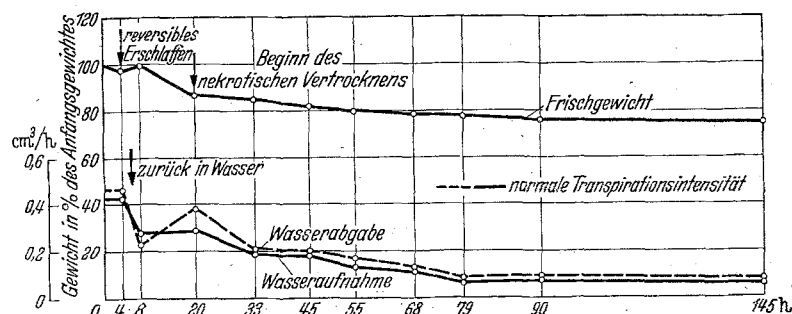 120
100
80
60
40
20
0
cm³/h
0,6
0,4
0,2
0
Gewicht in % des Anfangsgewichtes
reversibles
Erschlaffen
Beginn des
nekrotischen Vertrocknens
Frischgewicht
zurück in Wasser
normale Transpirationsintensität
Wasserabgabe
Wasseraufnahme
0 4 8 20 33 45 55 68 79 90 145 h